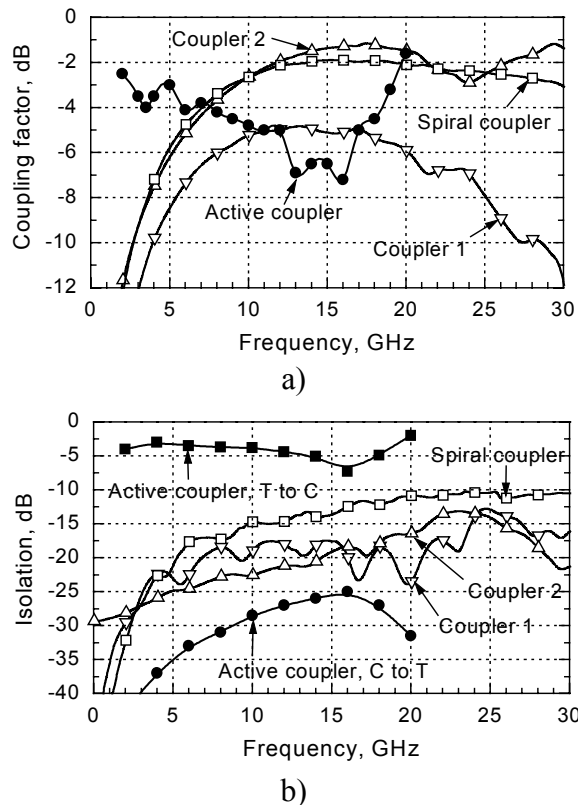 0
-2
-4
-6
-8
-10
-12
Coupling factor, dB
Coupler 2
Spiral coupler
Active coupler
Coupler 1
0 5 10 15 20 25 30
Frequency, GHz
a)
0
-5
-10
-15
-20
-25
-30
-35
-40
Isolation, dB
Spiral coupler
Active coupler, T to C
Coupler 2
Coupler 1
Active coupler, C to T
0 5 10 15 20 25 30
Frequency, GHz
b)